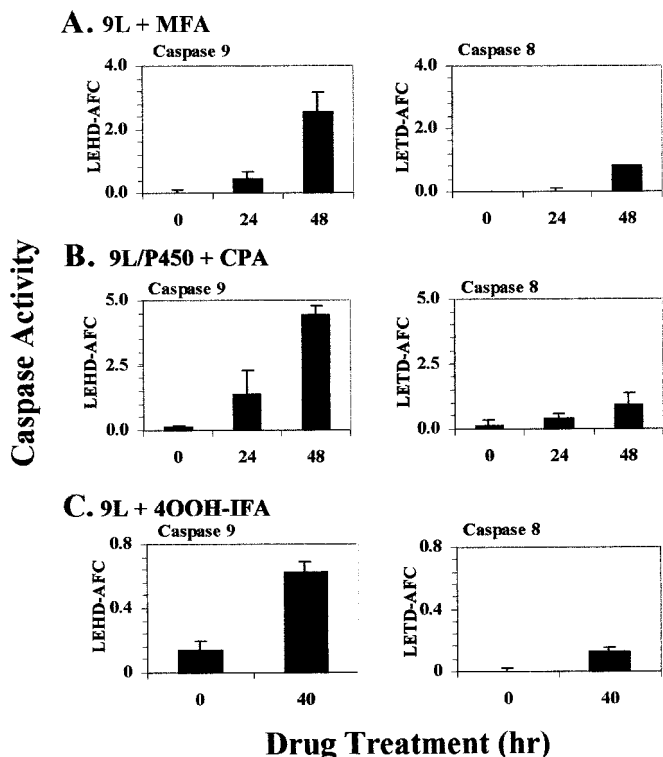 A. 9L + MFA
Caspase 9
Caspase 8
LEHD-AFC
4.0
2.0
0.0
0 24 48
LETD-AFC
4.0
2.0
0.0
0 24 48
B. 9L/P450 + CPA
Caspase 9
Caspase 8
LEHD-AFC
5.0
2.5
0.0
0 24 48
LETD-AFC
5.0
2.5
0.0
0 24 48
Caspase Activity
C. 9L + 4OOH-IFA
Caspase 9
Caspase 8
LEHD-AFC
0.8
0.4
0
0 40
LETD-AFC
0.8
0.4
0
0 40
Drug Treatment (hr)